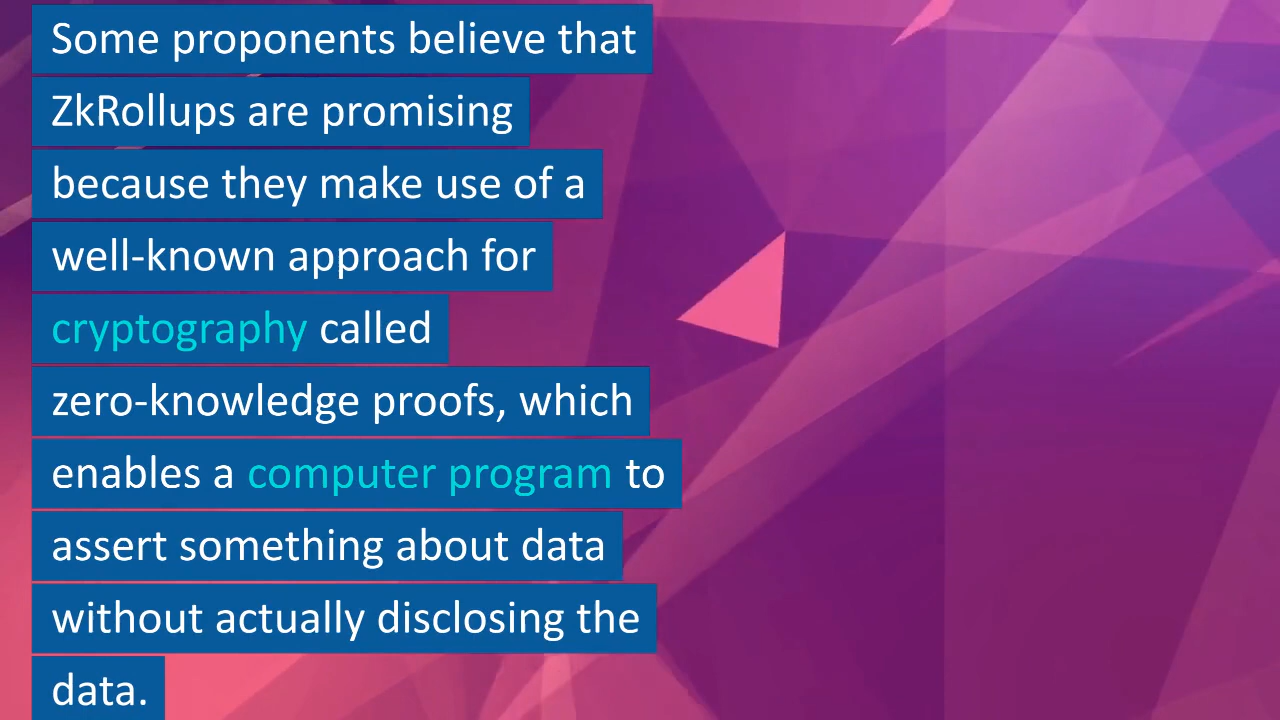 Some proponents believe that
ZkRollups are promising
because they make use of a
well-known approach for
cryptography called
zero-knowledge proofs, which
enables a computer program to
assert something about data
without actually disclosing the
data.